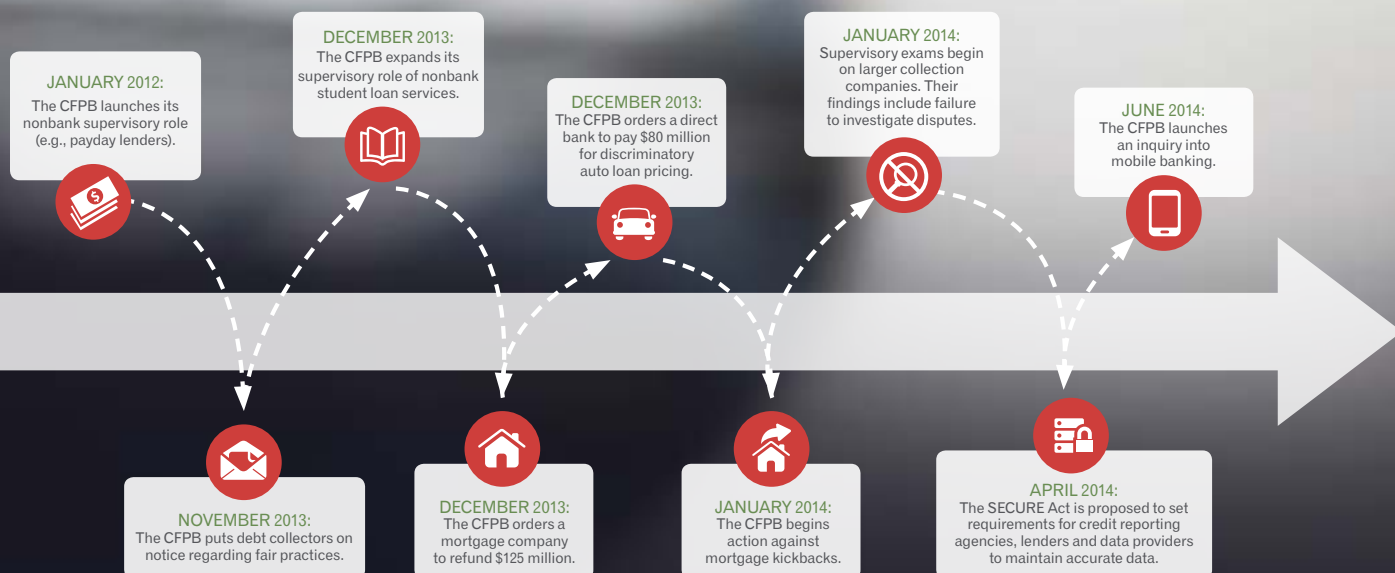 JANUARY 2012:
The CFPB launches its
nonbank supervisory role
(e.g., payday lenders).
NOVEMBER 2013:
The CFPB puts debt collectors on
notice regarding fair practices.
DECEMBER 2013:
The CFPB expands its
supervisory role of nonbank
student loan services.
DECEMBER 2013:
The CFPB orders a
mortgage company
to refund $125 million.
DECEMBER 2013:
The CFPB orders a direct
bank to pay $80 million
for discriminatory
auto loan pricing.
JANUARY 2014:
The CFPB begins
action against
mortgage kickbacks.
JANUARY 2014:
Supervisory exams begin
on larger collection
companies. Their
findings include failure
to investigate disputes.
APRIL 2014:
The SECURE Act is proposed to set
requirements for credit reporting
agencies, lenders and data providers
to maintain accurate data.
JUNE 2014:
The CFPB launches
an inquiry into
mobile banking.